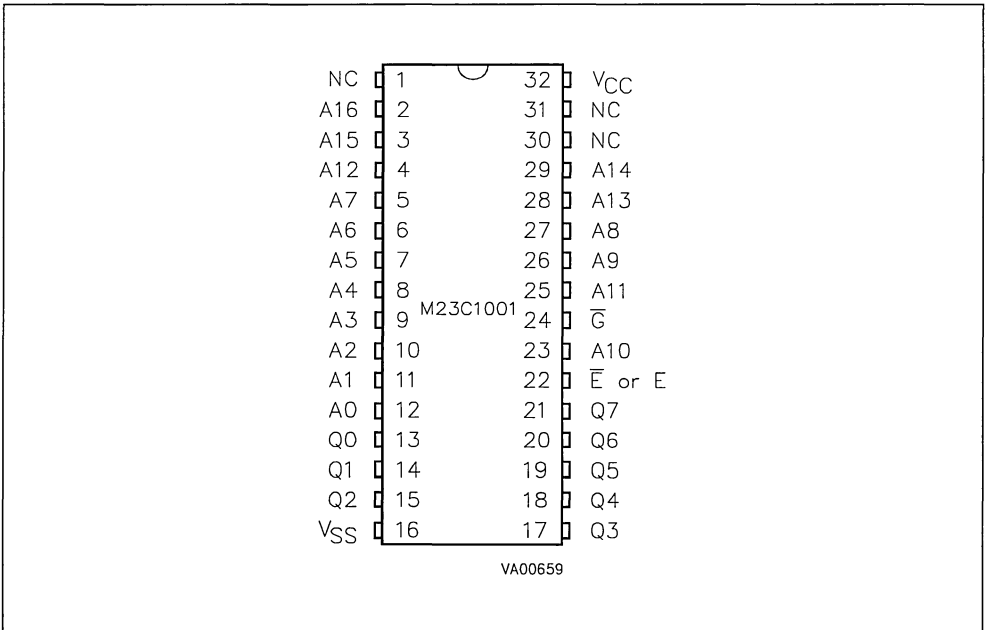 NC 1 32 VCC
A16 2 31 NC
A15 3 30 NC
A12 4 29 A14
A7 5 28 A13
A6 6 27 A8
A5 7 26 A9
A4 8 25 A11
M23C1001
A3 9 24 G̅
A2 10 23 A10
A1 11 22 E̅ or E
A0 12 21 Q7
Q0 13 20 Q6
Q1 14 19 Q5
Q2 15 18 Q4
VSS 16 17 Q3
VA00659